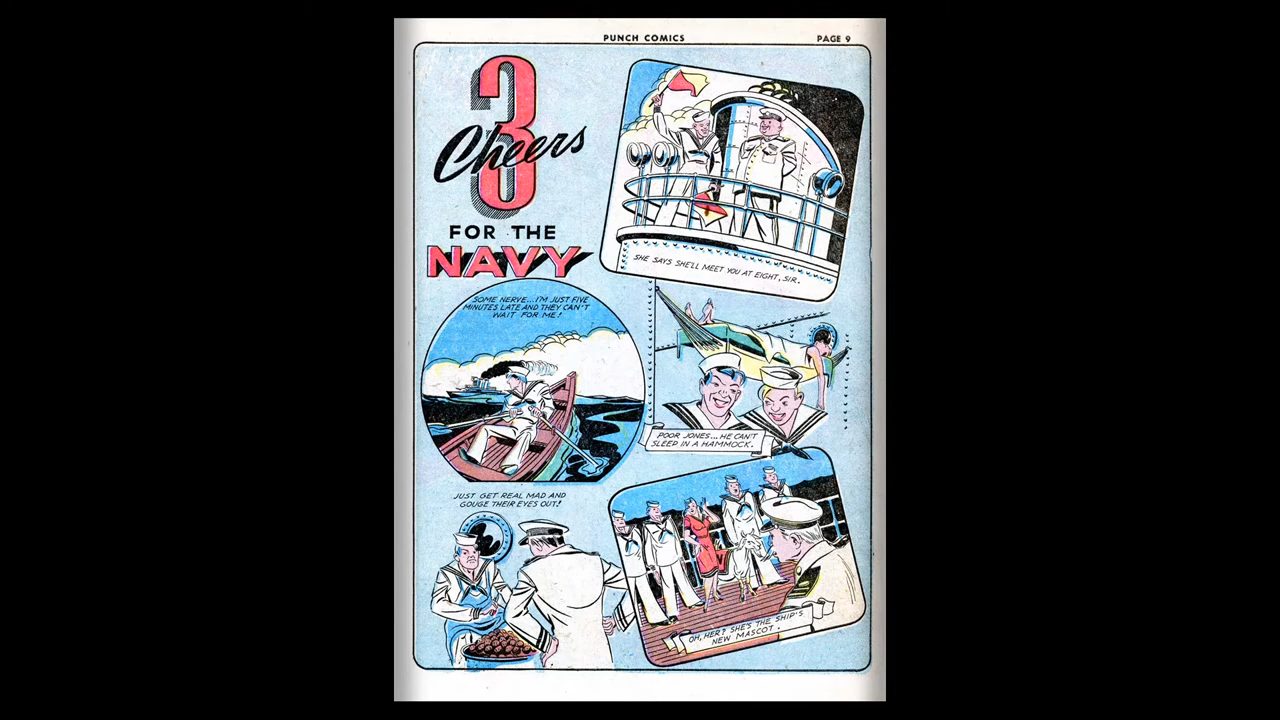 PUNCH COMICS
PAGE 9
3
Cheers
FOR THE
NAVY
SHE SAYS SHE'LL MEET YOU AT EIGHT, SIR.
SOME NERVE...I'M JUST FIVE
MINUTES LATE AND THEY CAN'T
WAIT FOR ME!
POOR JONES...HE CAN'T
SLEEP IN A HAMMOCK.
JUST GET REAL MAD AND
GOUGE THEIR EYES OUT!
OH, HER? SHE'S THE SHIP'S
NEW MASCOT.